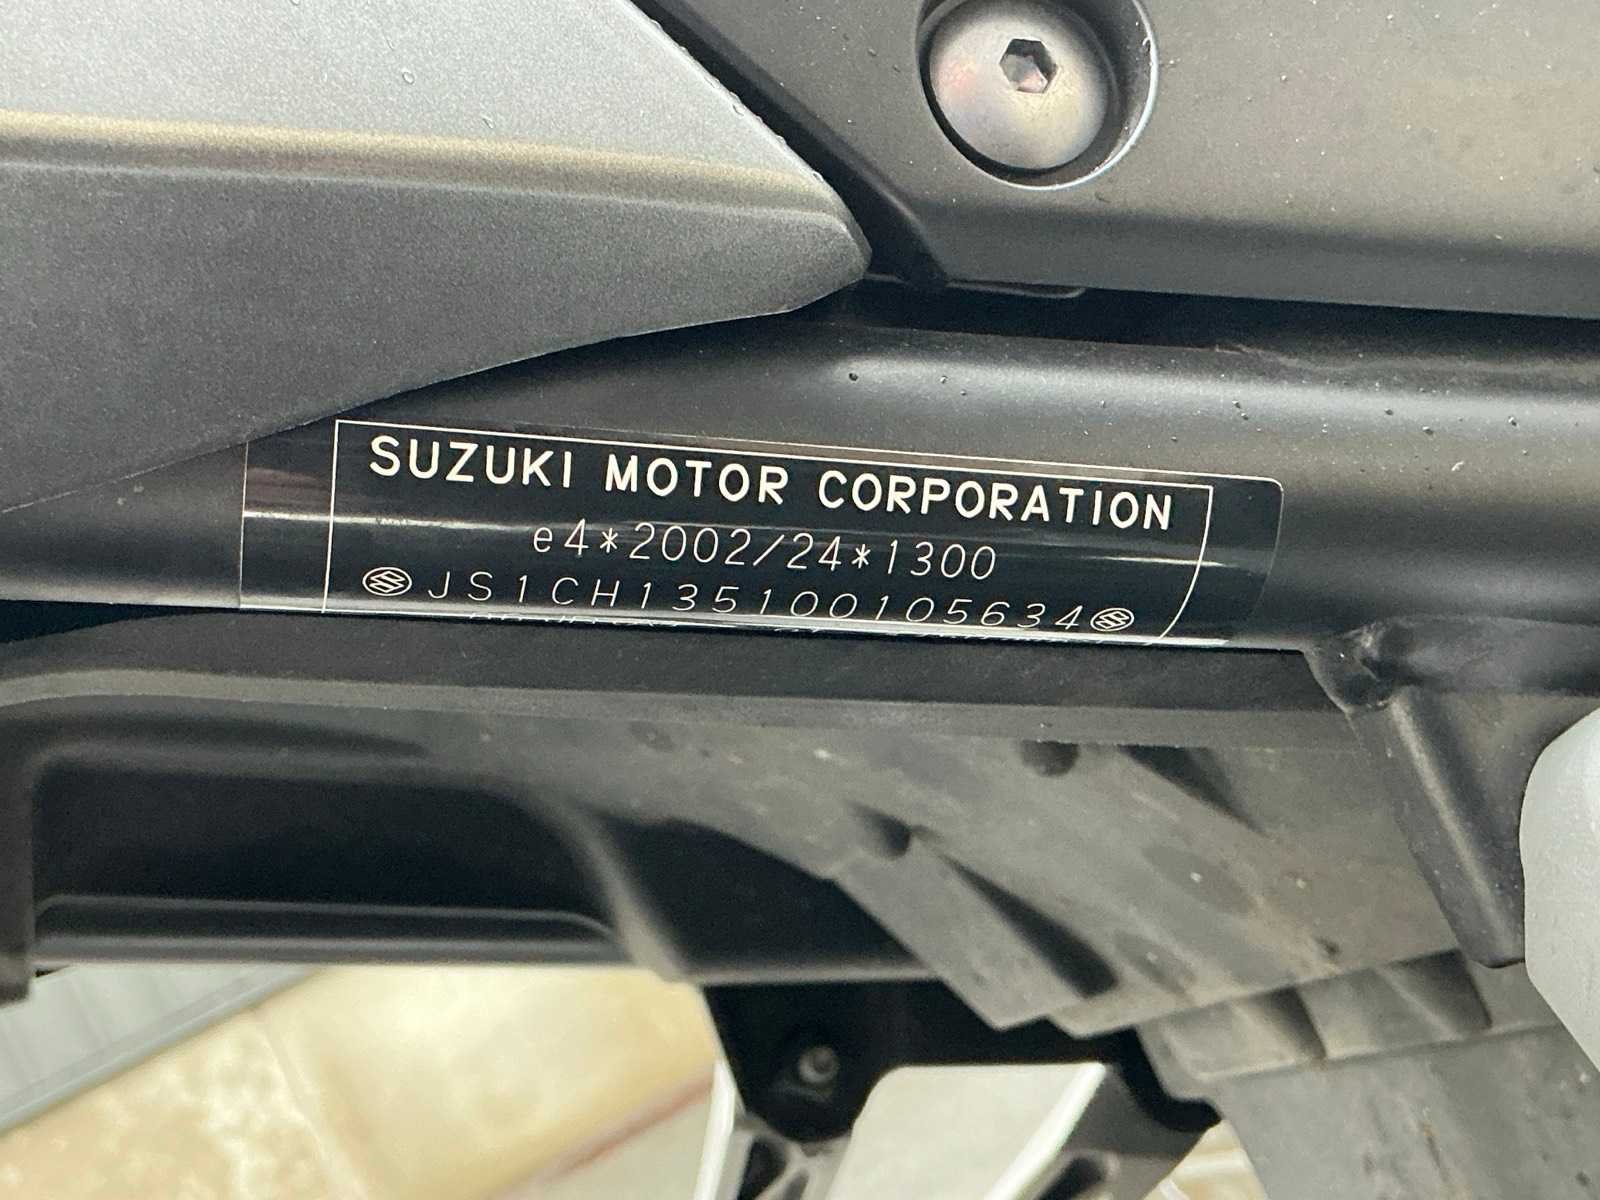 SUZUKI MOTOR CORPORATION
e4*2002/24*1300
JS1CH135100105634